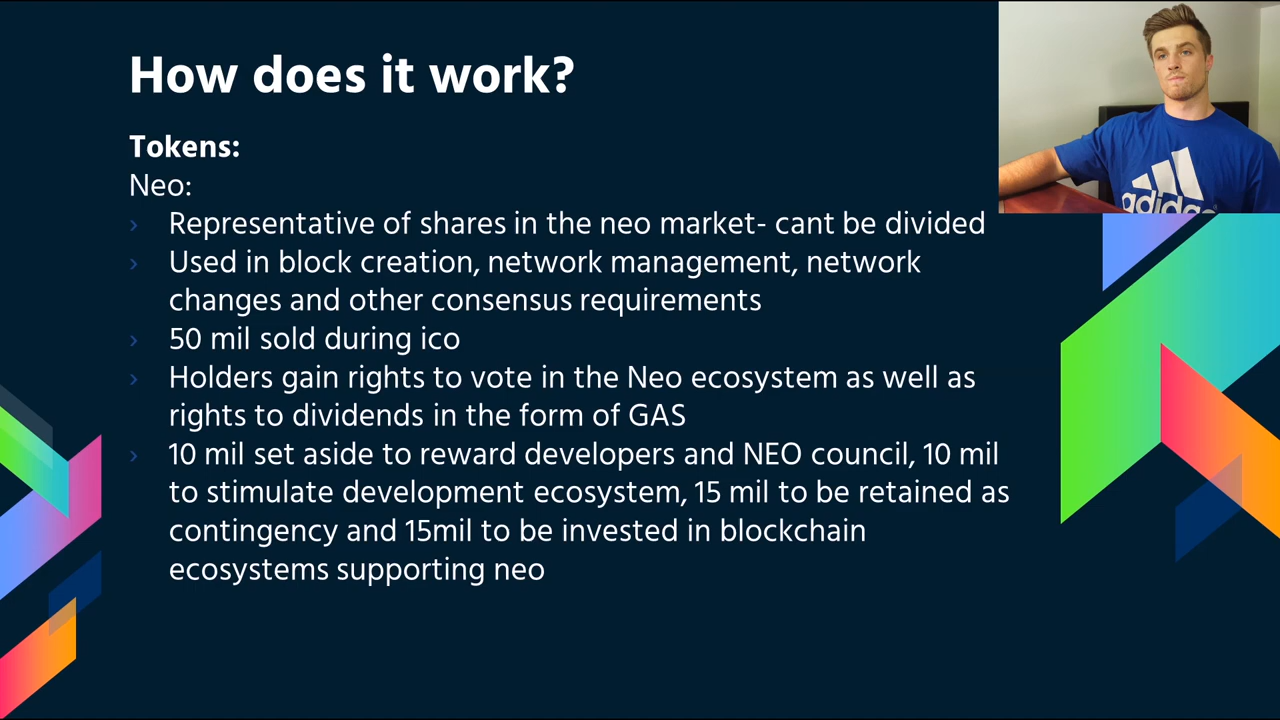 How does it work?
Tokens:
Neo:
› Representative of shares in the neo market- cant be divided
› Used in block creation, network management, network
changes and other consensus requirements
› 50 mil sold during ico
› Holders gain rights to vote in the Neo ecosystem as well as
rights to dividends in the form of GAS
› 10 mil set aside to reward developers and NEO council, 10 mil
to stimulate development ecosystem, 15 mil to be retained as
contingency and 15mil to be invested in blockchain
ecosystems supporting neo
adidas